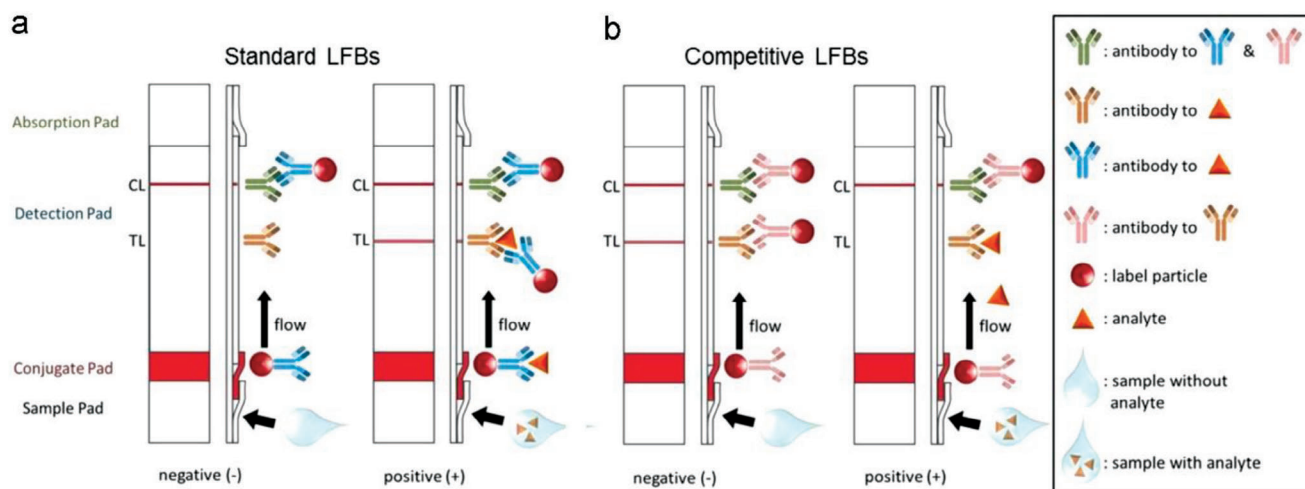 a
Standard LFBs
b
Competitive LFBs
Absorption Pad
CL
CL
CL
CL
Detection Pad
TL
TL
TL
TL
flow
flow
flow
flow
Conjugate Pad
Sample Pad
negative (-)
positive (+)
negative (-)
positive (+)
: antibody to &
: antibody to
: antibody to
: antibody to
: label particle
: analyte
: sample without
analyte
: sample with analyte